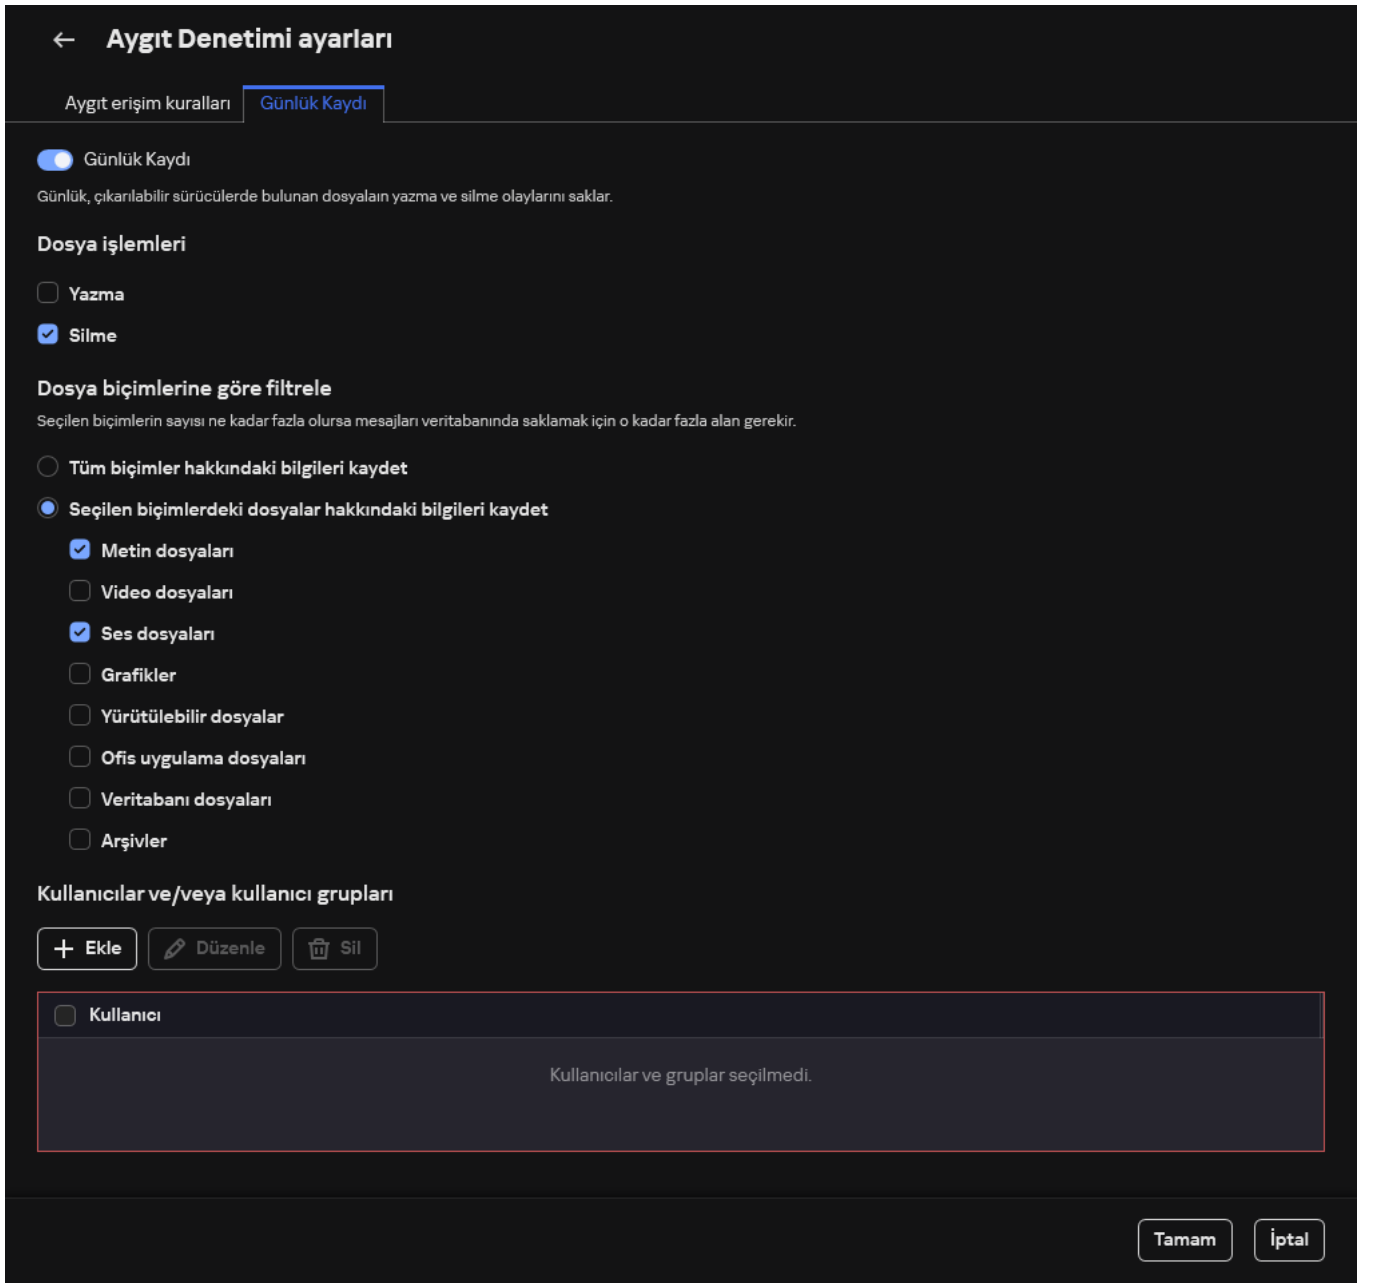 Aygıt Denetimi ayarları
Aygıt erişim kuralları
Günlük Kaydı
Günlük Kaydı
Günlük, çıkarılabilir sürücülerde bulunan dosyalaın yazma ve silme olaylarını saklar.
Dosya işlemleri
Yazma
Silme
Dosya biçimlerine göre filtrele
Seçilen biçimlerin sayısı ne kadar fazla olursa mesajları veritabanında saklamak için o kadar fazla alan gerekir.
Tüm biçimler hakkındaki bilgileri kaydet
Seçilen biçimlerdeki dosyalar hakkındaki bilgileri kaydet
Metin dosyaları
Video dosyaları
Ses dosyaları
Grafikler
Yürütülebilir dosyalar
Ofis uygulama dosyaları
Veritabanı dosyaları
Arşivler
Kullanıcılar ve/veya kullanıcı grupları
Ekle
Düzenle
Sil
Kullanıcı
Kullanıcılar ve gruplar seçilmedi.
Tamam
İptal